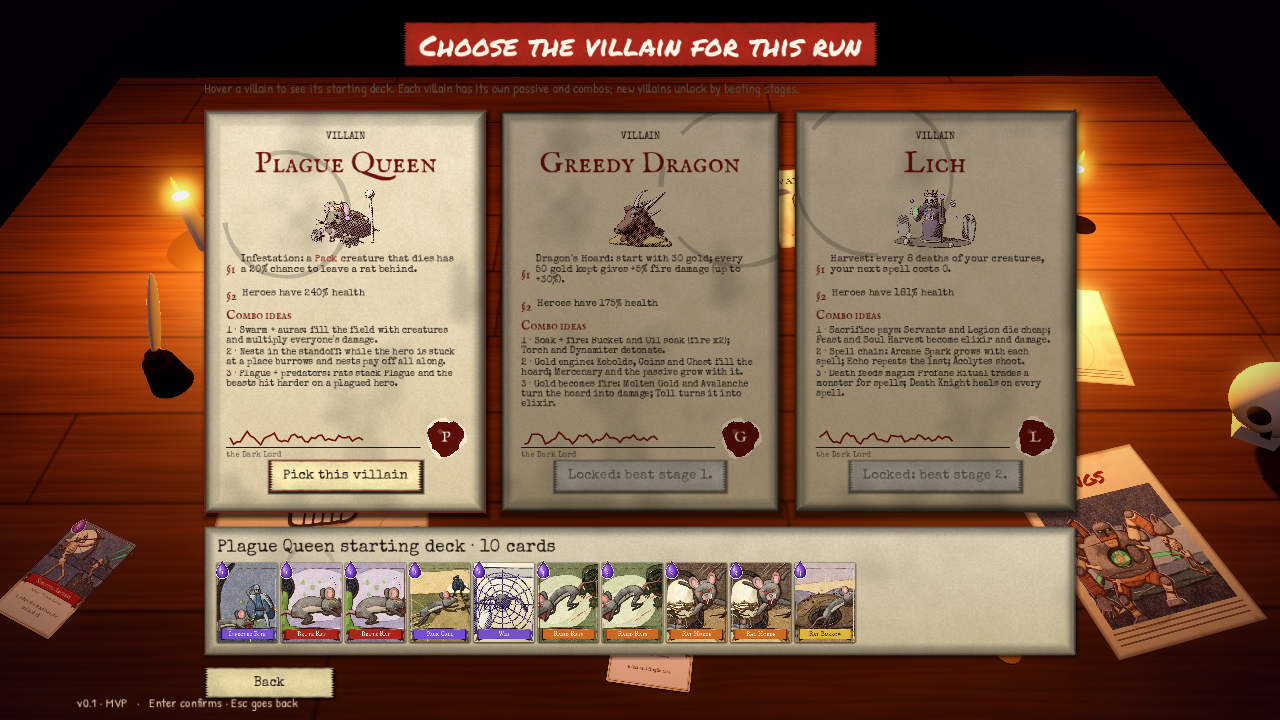 CHOOSE THE VILLAIN FOR THIS RUN
Hover a villain to see its starting deck. Each villain has its own passive and combos; new villains unlock by beating stages.
VILLAIN
PLAGUE QUEEN
§1 Infestation: a Pack creature that dies has
a 20% chance to leave a rat behind.
§2 Heroes have 240% health
COMBO IDEAS
1 · Swarm + auras: fill the field with creatures
and multiply everyone's damage.
2 · Nests in the standoff: while the hero is stuck
at a place burrows and nests pay off all along.
3 · Plague + predators: rats stack Plague and the
beasts hit harder on a plagued hero.
P
the Dark Lord
Pick this villain
VILLAIN
GREEDY DRAGON
§1 Dragon's Hoard: start with 30 gold; every
50 gold kept gives +5% fire damage (up to
+30%).
§2 Heroes have 175% health
COMBO IDEAS
1 · Soak + fire: Bucket and Oil soak (fire x2);
Torch and Dynamiter detonate.
2 · Gold engine: Kobolds, Coins and Chest fill the
hoard; Mercenary and the passive grow with it.
3 · Gold becomes fire: Molten Gold and Avalanche
turn the hoard into damage; Toll turns it into
elixir.
G
the Dark Lord
Locked: beat stage 1.
VILLAIN
LICH
§1 Harvest: every 8 deaths of your creatures,
your next spell costs 0.
§2 Heroes have 181% health
COMBO IDEAS
1 · Sacrifice pays: Servants and Legion die cheap;
Feast and Soul Harvest become elixir and damage.
2 · Spell chain: Arcane Spark grows with each
spell; Echo repeats the last; Acolytes shoot.
3 · Death feeds magic: Profane Ritual trades a
monster for spells; Death Knight heals on every
spell.
L
the Dark Lord
Locked: beat stage 2.
Plague Queen starting deck · 10 cards
INFECTED BITE
BRUTE RAT
BRUTE RAT
PACK CALL
WEB
RABID RATS
RABID RATS
RAT HORDE
RAT HORDE
RAT BURROW
Back
v0.1 · MVP · Enter confirms · Esc goes back